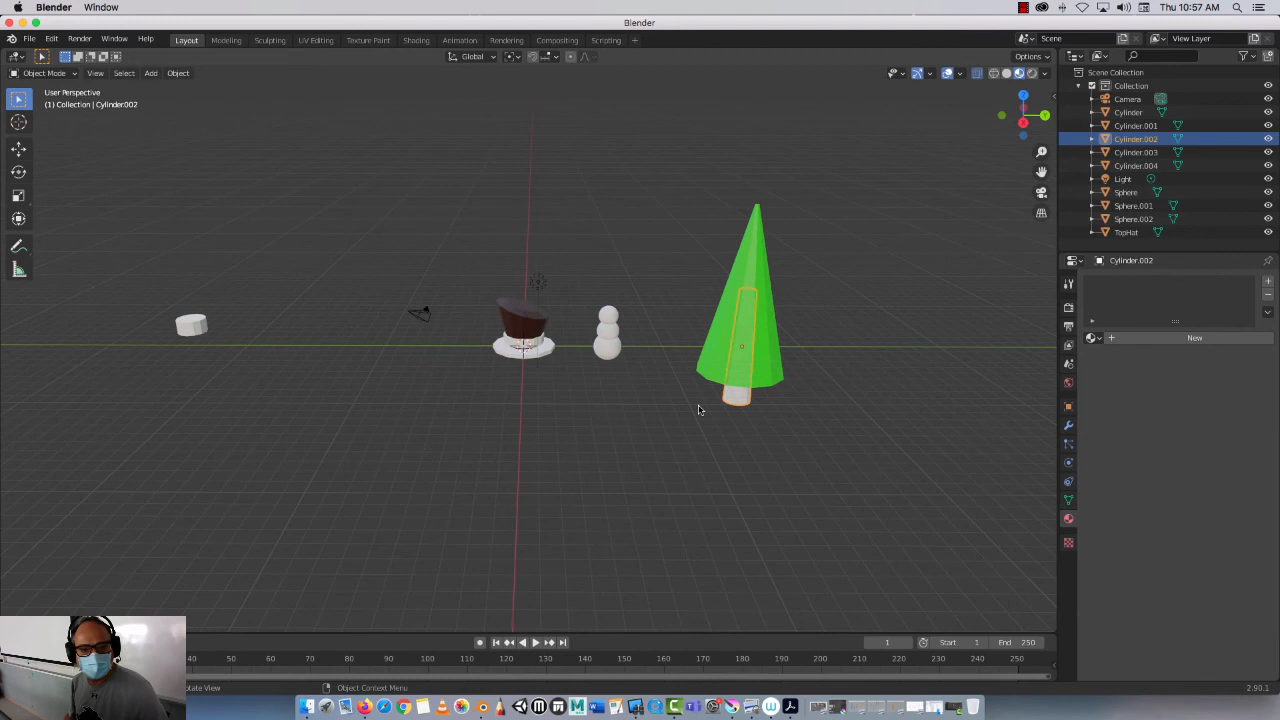 Blender Window Thu 10:57 AM
Blender
File Edit Render Window Help Layout Modeling Sculpting UV Editing Texture Paint Shading Animation Rendering Compositing Scripting + Scene View Layer
Global Options
Object Mode View Select Add Object
User Perspective
(1) Collection | Cylinder.002
Scene Collection
Collection
Camera
Cylinder
Cylinder.001
Cylinder.002
Cylinder.003
Cylinder.004
Light
Sphere
Sphere.001
Sphere.002
TopHat
Cylinder.002
New
Z
Y
X
1 Start 1 End 250
40 50 60 70 80 90 100 110 120 130 140 150 160 170 180 190 200 210 220 230 240 250
otate View Object Context Menu 2.90.1